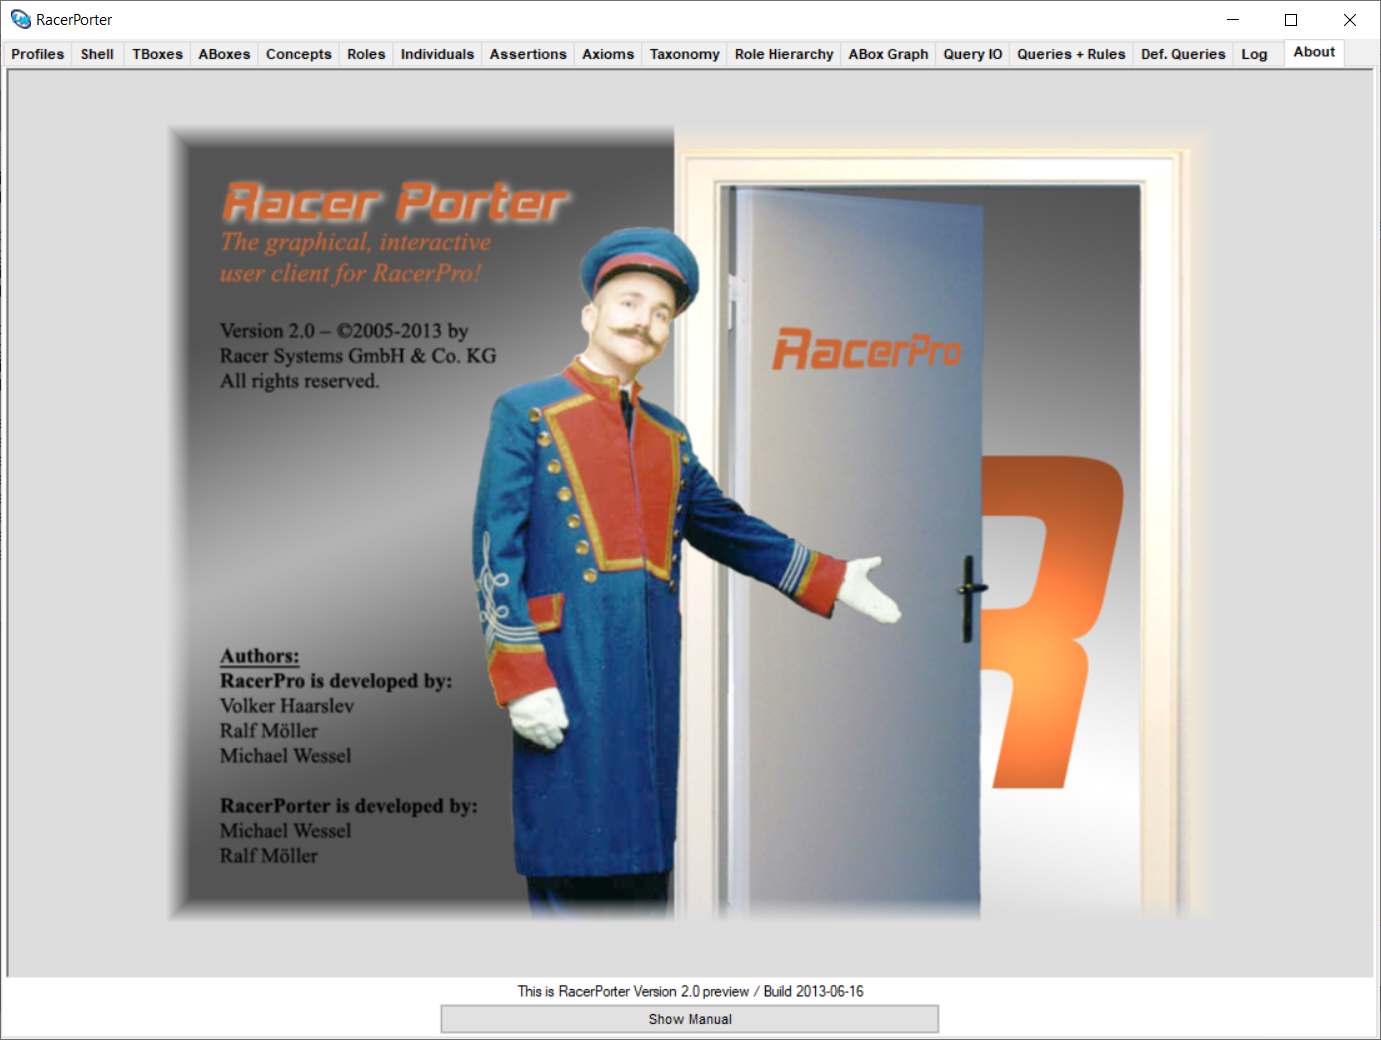 RacerPorter
Profiles Shell TBoxes ABoxes Concepts Roles Individuals Assertions Axioms Taxonomy Role Hierarchy ABox Graph Query IO Queries + Rules Def. Queries Log About
Racer Porter
The graphical, interactive
user client for RacerPro!
Version 2.0 – ©2005-2013 by
Racer Systems GmbH & Co. KG
All rights reserved.
RacerPro
R
Authors:
RacerPro is developed by:
Volker Haarslev
Ralf Möller
Michael Wessel
RacerPorter is developed by:
Michael Wessel
Ralf Möller
This is RacerPorter Version 2.0 preview / Build 2013-06-16
Show Manual